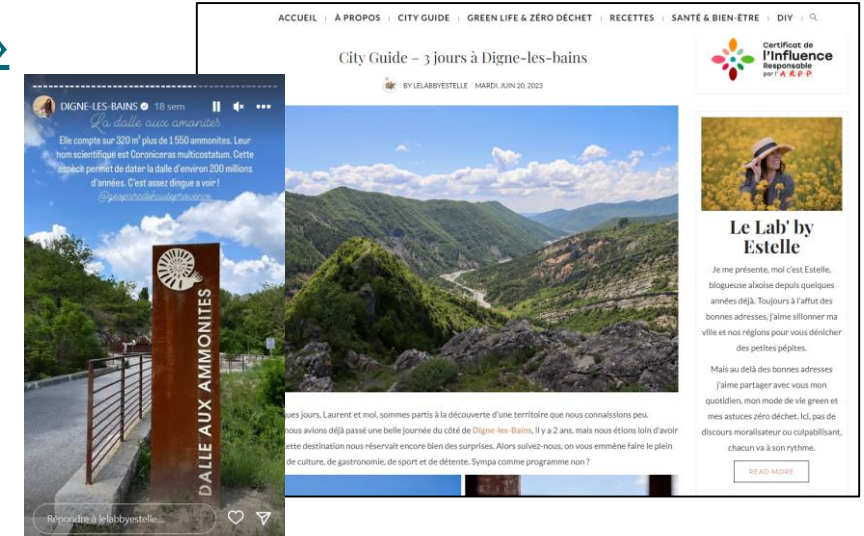 »
ACCUEIL
À PROPOS
CITY GUIDE
GREEN LIFE & ZÉRO DÉCHET
RECETTES
SANTÉ & BIEN-ÊTRE
DIY
City Guide – 3 jours à Digne-les-bains
BY LELABBYESTELLE
MARDI, JUIN 20, 2023
Certificat de
l'Influence
Responsable
par l'A.R.P.P.
DIGNE-LES-BAINS
18 sem
La dalle aux amonites
Elle compte sur 320 m² plus de 1 550 ammonites. Leur
nom scientifique est Coroniceras multicostatum. Cette
espèce permet de dater la dalle d'environ 200 millions
d'années. C'est assez dingue a voir !
@geoparcdehauteprovence
DALLE AUX AMMONITES
Répondre à lelabbyestelle...
ques jours, Laurent et moi, sommes partis à la découverte d'une territoire que nous connaissions peu.
nous avions déjà passé une belle journée du côté de Digne-les-Bains, il y a 2 ans, mais nous étions loin d'avoir
ette destination nous réservait encore bien des surprises. Alors suivez-nous, on vous emmène faire le plein
de culture, de gastronomie, de sport et de détente. Sympa comme programme non ?
Le Lab' by
Estelle
Je me présente, moi c'est Estelle,
blogueuse aixoise depuis quelques
années déjà. Toujours à l'affut des
bonnes adresses, j'aime sillonner ma
ville et nos régions pour vous dénicher
des petites pépites.
Mais au delà des bonnes adresses
j'aime partager avec vous mon
quotidien, mon mode de vie green et
mes astuces zéro déchet. Ici, pas de
discours moralisateur ou culpabilisant,
chacun va à son rythme.
READ MORE